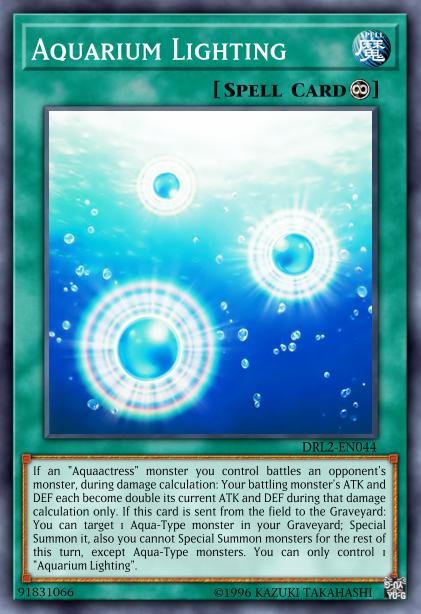 Aquarium Lighting
SPELL
魔
[Spell Card]
DRL2-EN044
If an "Aquaactress" monster you control battles an opponent's
monster, during damage calculation: Your battling monster's ATK and
DEF each become double its current ATK and DEF during that damage
calculation only. If this card is sent from the field to the Graveyard:
You can target 1 Aqua-Type monster in your Graveyard; Special
Summon it, also you cannot Special Summon monsters for the rest of
this turn, except Aqua-Type monsters. You can only control 1
"Aquarium Lighting".
91831066
©1996 KAZUKI TAKAHASHI